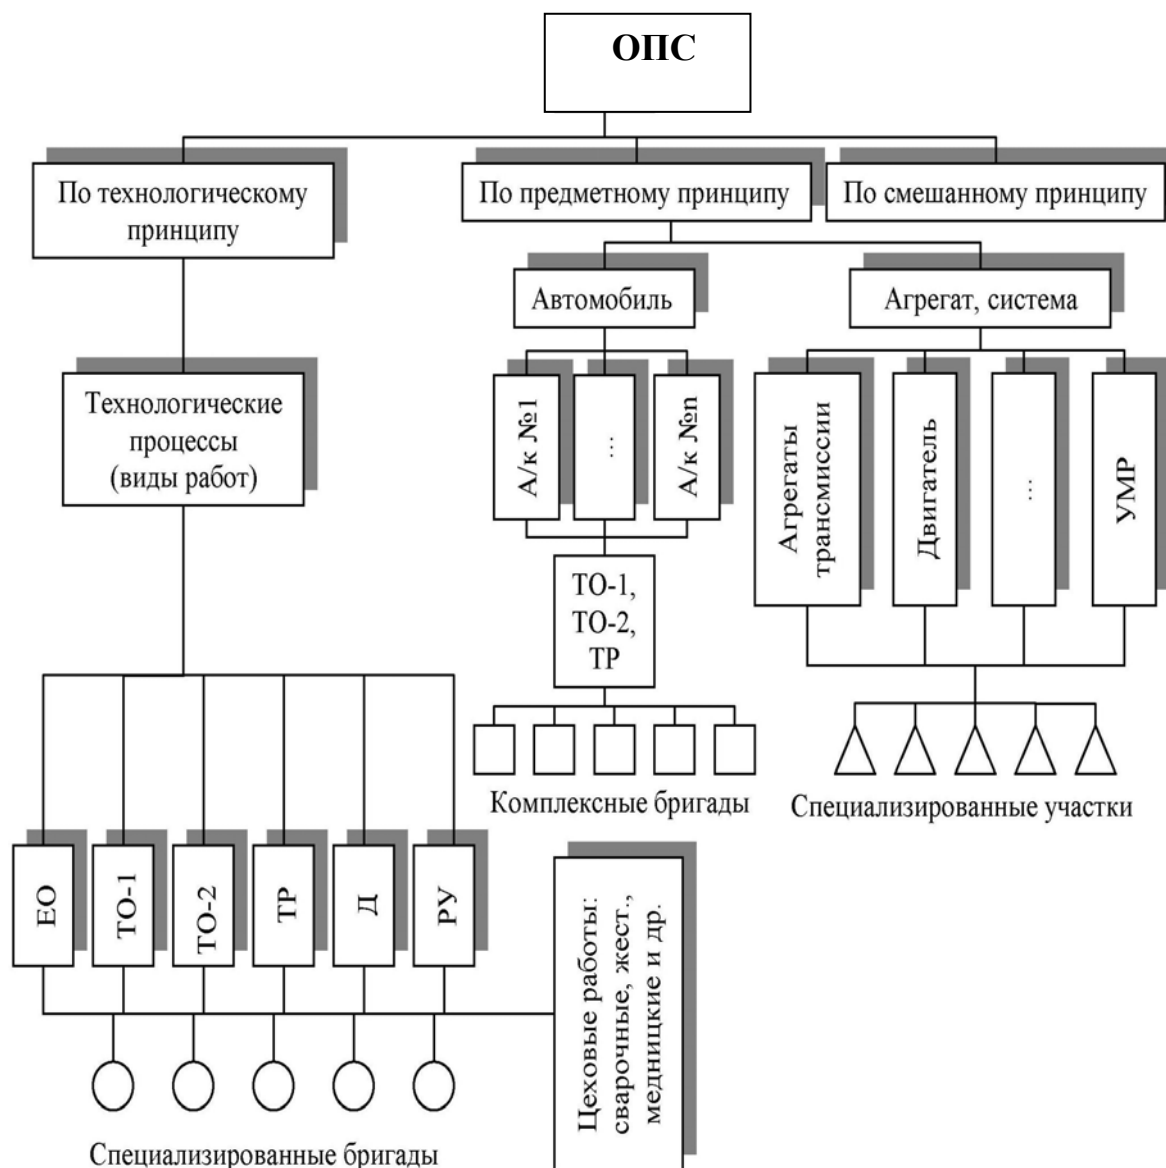 ОПС
По технологическому
принципу
По предметному принципу
По смешанному принципу
Автомобиль
Агрегат, система
Технологические
процессы
(виды работ)
А/к №1
...
А/к №n
Агрегаты
трансмиссии
Двигатель
...
УМР
ТО-1,
ТО-2,
ТР
Комплексные бригады
Специализированные участки
ЕО
ТО-1
ТО-2
ТР
Д
РУ
Цеховые работы:
сварочные, жест.,
медницкие и др.
Специализированные бригады